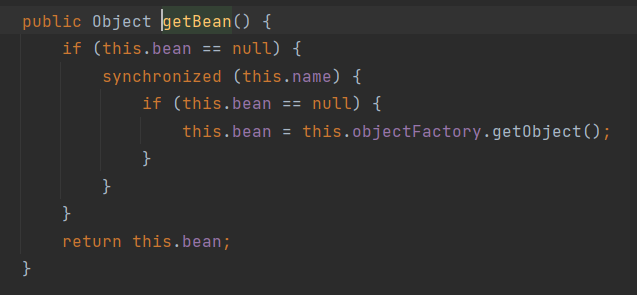 public Object getBean() {
    if (this.bean == null) {
        synchronized (this.name) {
            if (this.bean == null) {
                this.bean = this.objectFactory.getObject();
            }
        }
    }
    return this.bean;
}